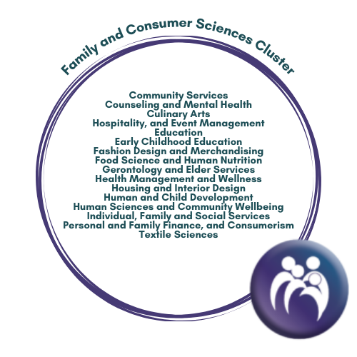 Family and Consumer Sciences Cluster
Community Services
Counseling and Mental Health
Culinary Arts
Hospitality, and Event Management
Education
Early Childhood Education
Fashion Design and Merchandising
Food Science and Human Nutrition
Gerontology and Elder Services
Health Management and Wellness
Housing and Interior Design
Human and Child Development
Human Sciences and Community Wellbeing
Individual, Family and Social Services
Personal and Family Finance, and Consumerism
Textile Sciences